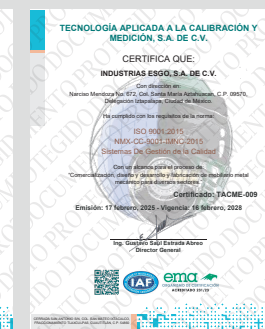 TECNOLOGÍA APLICADA A LA CALIBRACIÓN Y
MEDICIÓN, S.A. DE C.V.
CERTIFICA QUE:
INDUSTRIAS ESGO, S.A. DE C.V.
Con dirección en:
Narciso Mendoza No. 672, Col. Santa María Aztahuacan, C.P. 09570,
Delegación Iztapalapa, Ciudad de México.
Ha cumplido con los requisitos de la norma:
ISO 9001:2015
NMX-CC-9001-IMNC-2015
Sistemas De Gestión de la Calidad
Con un alcance para el proceso de:
"Comercialización, diseño y desarrollo y fabricación de mobiliario metal
mecánico para diversos sectores
Certificado: TACME-009
Emisión: 17 febrero, 2025 - Vigencia: 16 febrero, 2028
Ing. Gustavo Saúl Estrada Abreo
Director General
IAF
ema
ORGANISMO DE CERTIFICACIÓN